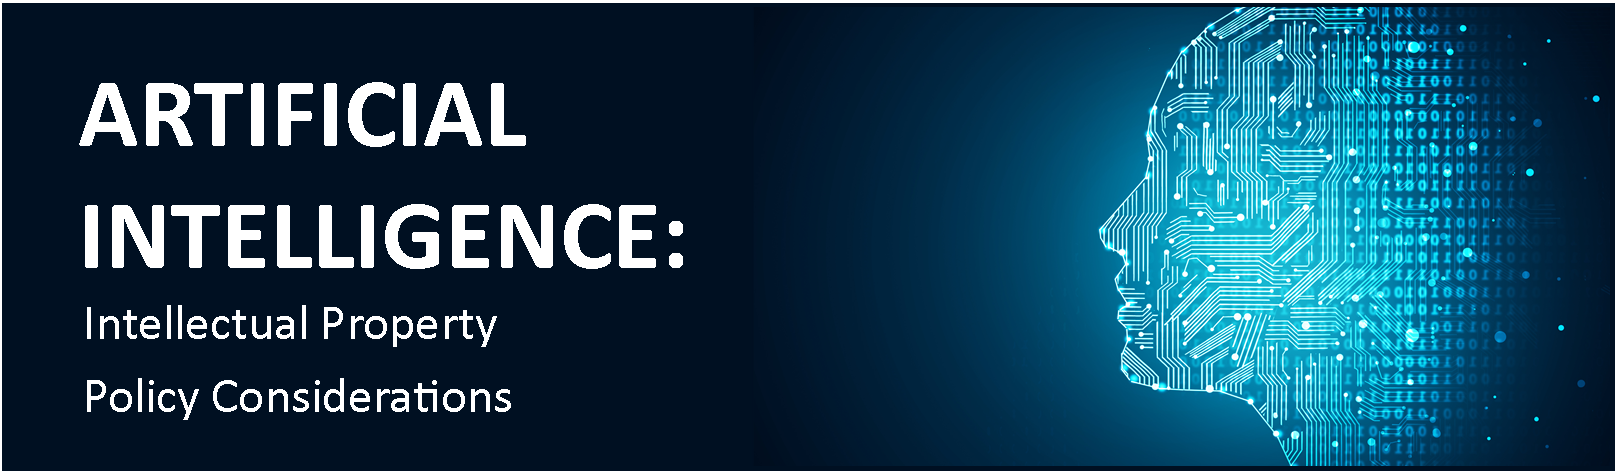 ARTIFICIAL
INTELLIGENCE:
Intellectual Property
Policy Considerations